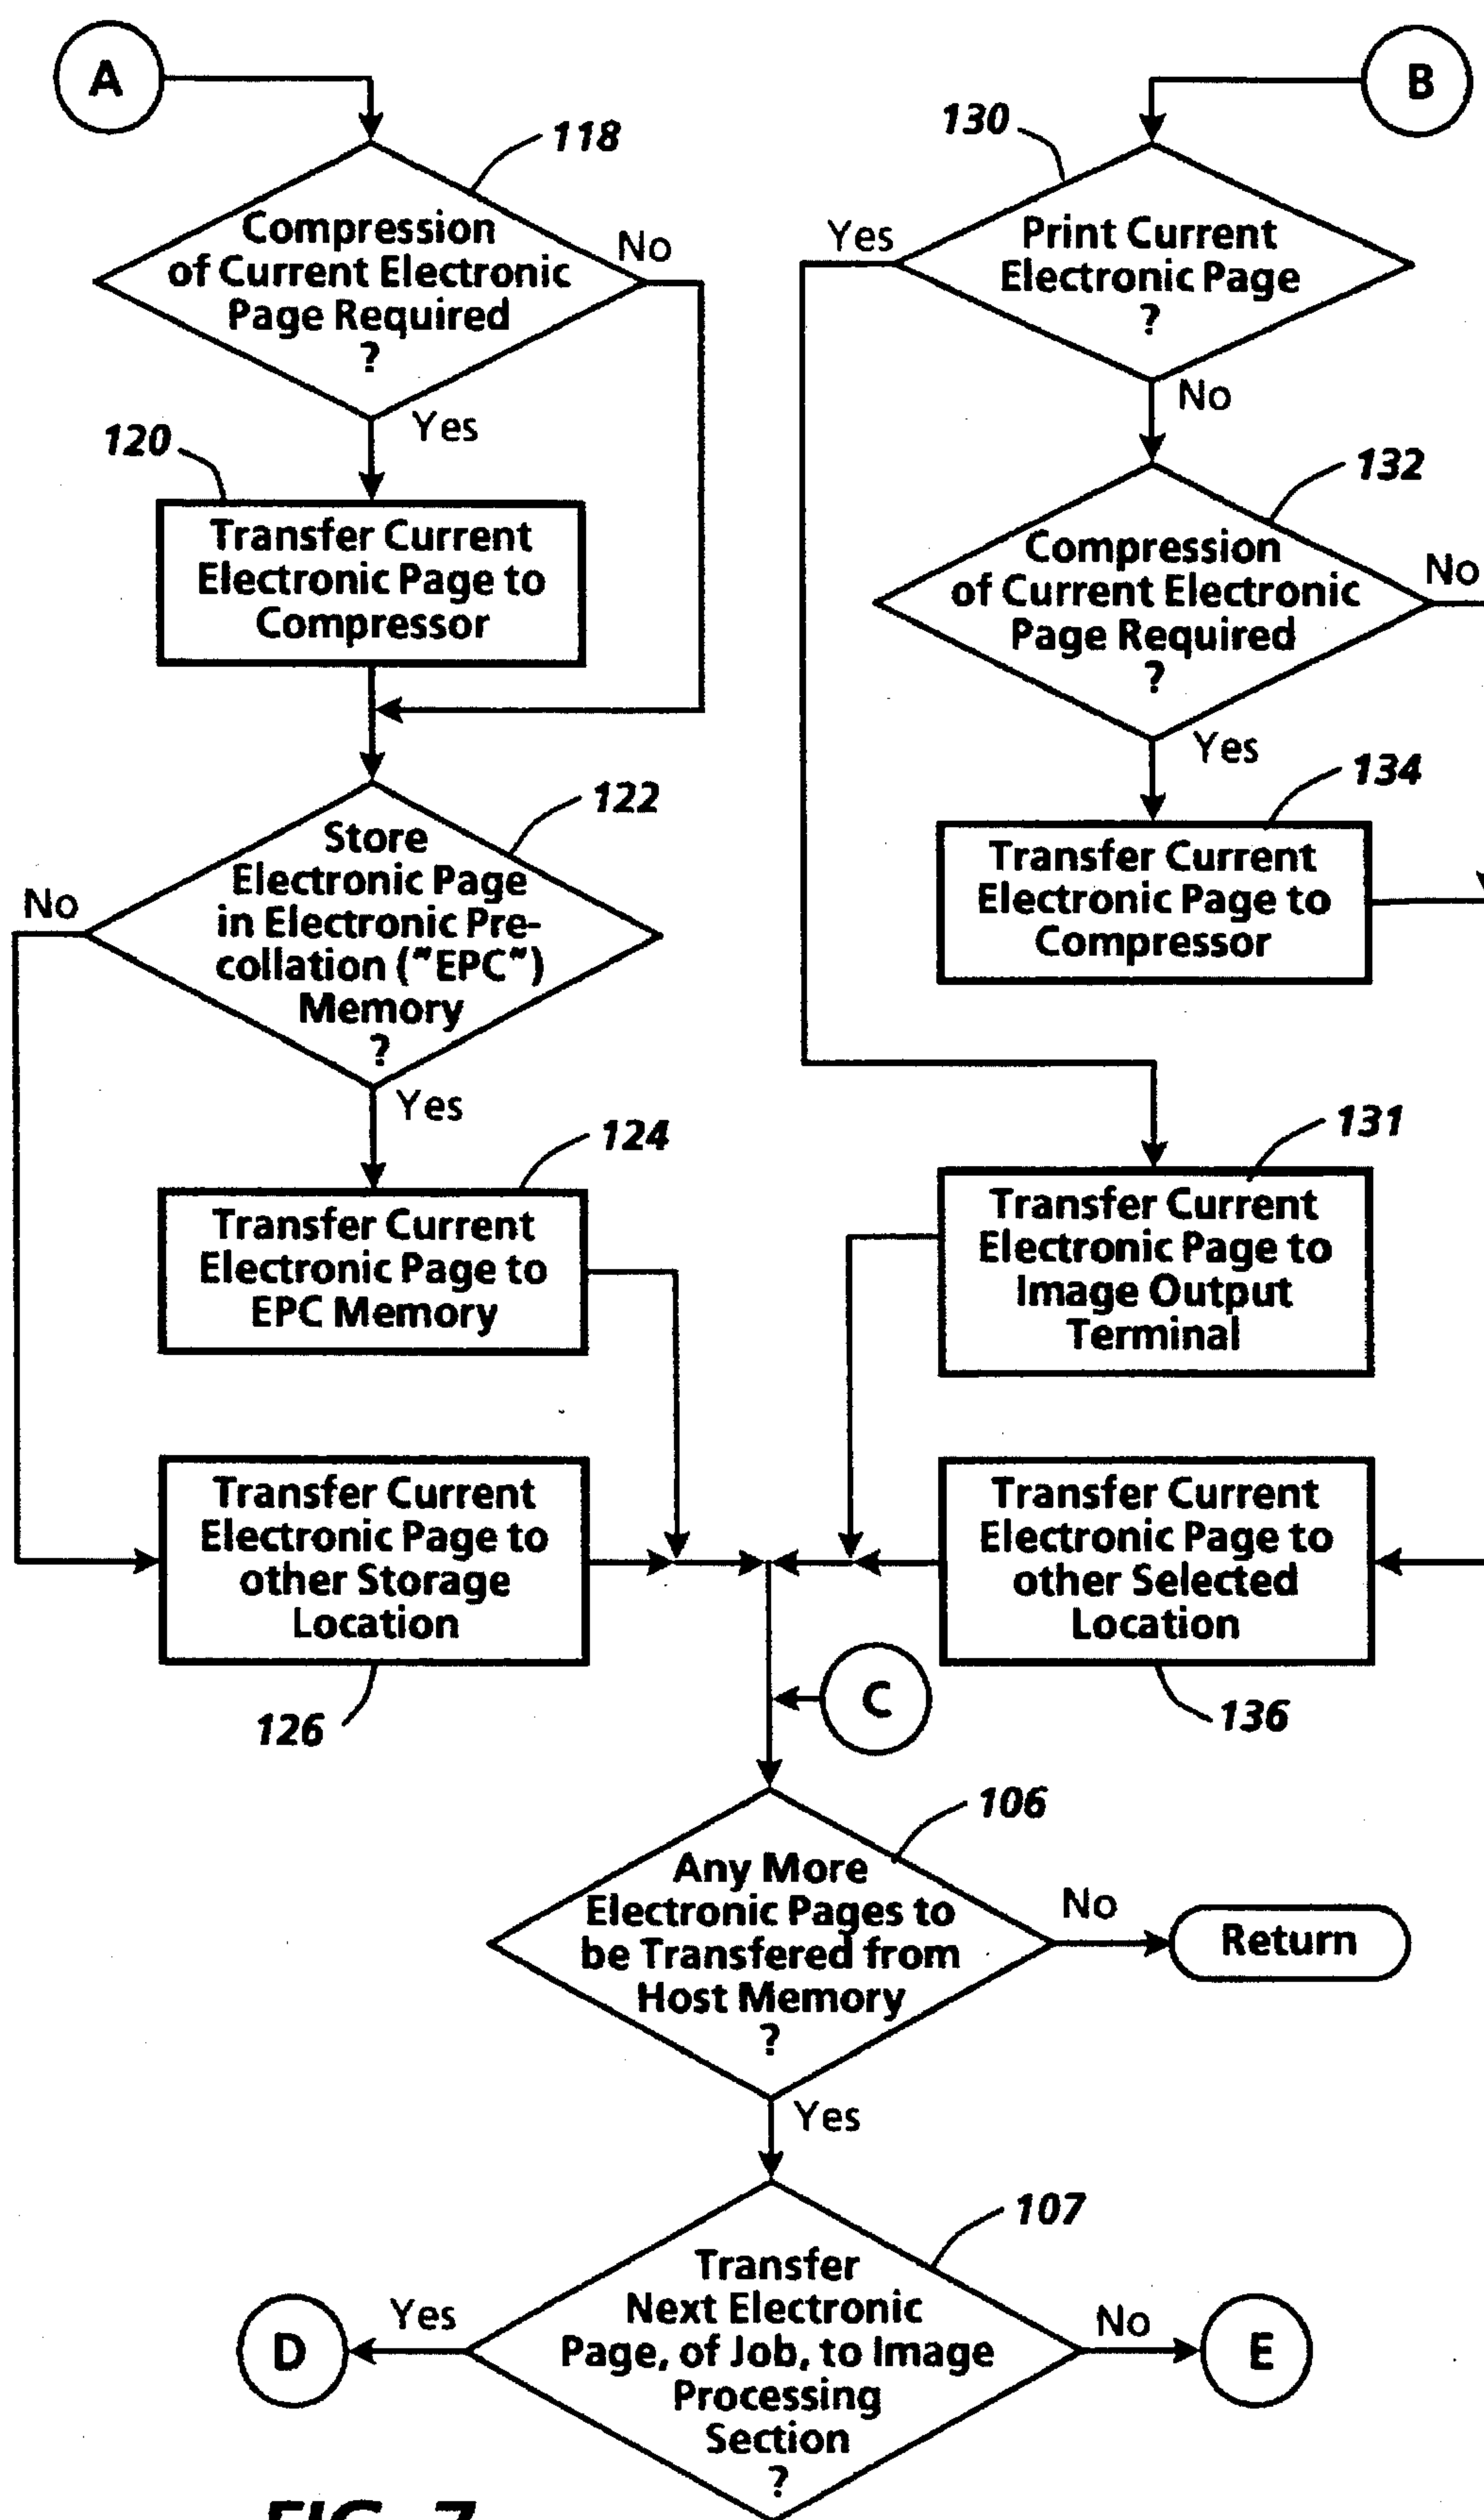 A
118
Compression
of Current Electronic
Page Required
?
No
Yes
120
Transfer Current
Electronic Page to
Compressor
122
Store
Electronic Page
in Electronic Pre-
collation ("EPC")
Memory
?
No
Yes
124
Transfer Current
Electronic Page to
EPC Memory
Transfer Current
Electronic Page to
other Storage
Location
126
B
130
Print Current
Electronic Page
?
Yes
No
132
Compression
of Current Electronic
Page Required
?
No
Yes
134
Transfer Current
Electronic Page to
Compressor
131
Transfer Current
Electronic Page to
Image Output
Terminal
Transfer Current
Electronic Page to
other Selected
Location
136
C
106
Any More
Electronic Pages to
be Transfered from
Host Memory
?
No
Return
Yes
107
Transfer
Next Electronic
Page, of Job, to Image
Processing
Section
?
Yes
D
No
E
FIG. 7